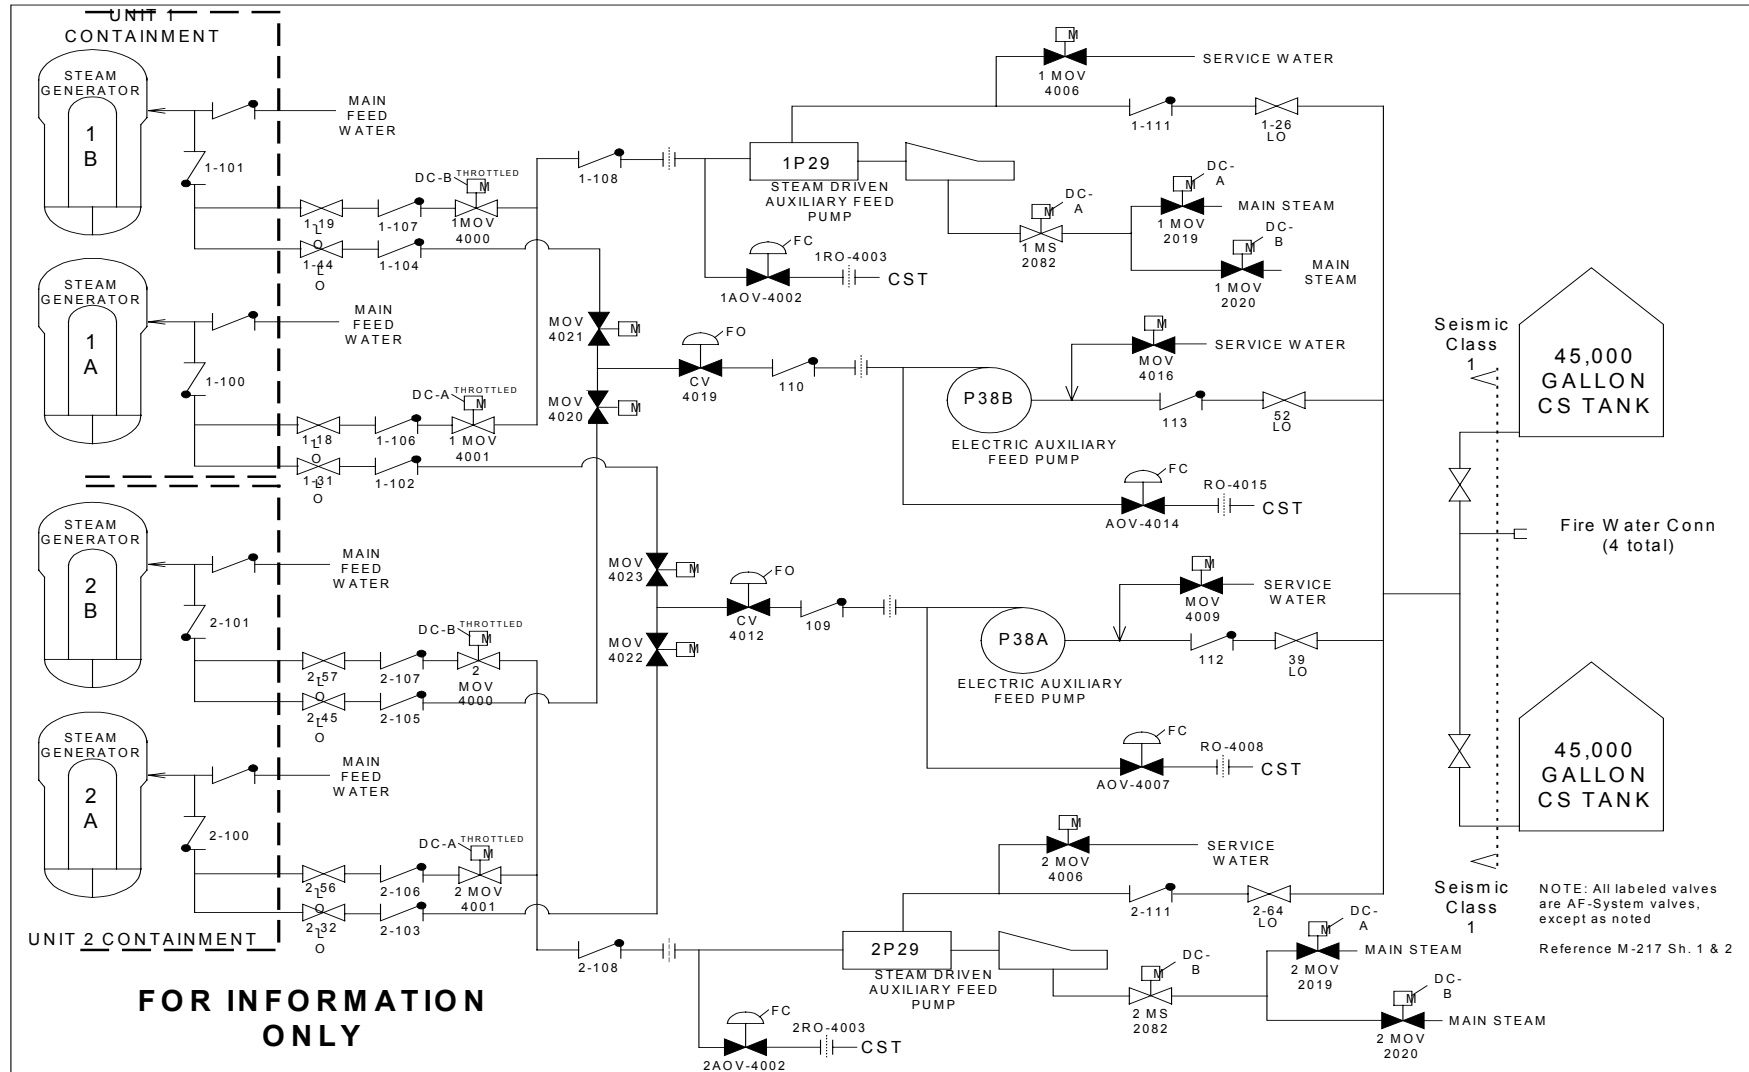 UNIT 1
CONTAINMENT
STEAM
GENERATOR
1
B
MAIN
FEED
WATER
1-101
1-19
L
O
1-107
DC-B
THROTTLED
M
1MOV
4000
1-44
L
O
1-104
STEAM
GENERATOR
1
A
MAIN
FEED
WATER
1-100
1-18
L
O
1-106
DC-A
THROTTLED
M
1 MOV
4001
1-31
L
O
1-102
STEAM
GENERATOR
2
B
MAIN
FEED
WATER
2-101
2-57
L
O
2-107
DC-B
THROTTLED
M
2
MOV
4000
2-45
L
O
2-105
STEAM
GENERATOR
2
A
MAIN
FEED
WATER
2-100
2-56
L
O
2-106
DC-A
THROTTLED
M
2 MOV
4001
2-32
L
O
2-103
UNIT 2 CONTAINMENT
FOR INFORMATION
ONLY
1-108
1P29
STEAM DRIVEN
AUXILIARY FEED
PUMP
M
1 MOV
4006
SERVICE WATER
1-111
1-26
LO
DC-
A
M
1 MS
2082
DC-
A
M
1 MOV
2019
MAIN STEAM
DC-
B
M
1 MOV
2020
MAIN
STEAM
FC
1AOV-4002
1RO-4003
CST
MOV
4021
M
MOV
4020
M
FO
CV
4019
110
P38B
ELECTRIC AUXILIARY
FEED PUMP
M
MOV
4016
SERVICE WATER
113
52
LO
FC
AOV-4014
RO-4015
CST
MOV
4023
M
MOV
4022
M
FO
CV
4012
109
P38A
ELECTRIC AUXILIARY
FEED PUMP
M
MOV
4009
SERVICE
WATER
112
39
LO
FC
AOV-4007
RO-4008
CST
2-108
2P29
STEAM DRIVEN
AUXILIARY FEED
PUMP
M
2 MOV
4006
SERVICE
WATER
2-111
2-64
LO
DC-
B
M
2 MS
2082
DC-
A
M
2 MOV
2019
MAIN STEAM
DC-
B
M
2 MOV
2020
MAIN STEAM
FC
2AOV-4002
2RO-4003
CST
Seismic
Class
1
45,000
GALLON
CS TANK
Fire Water Conn
(4 total)
45,000
GALLON
CS TANK
Seismic
Class
1
NOTE: All labeled valves
are AF-System valves,
except as noted
Reference M-217 Sh. 1 & 2